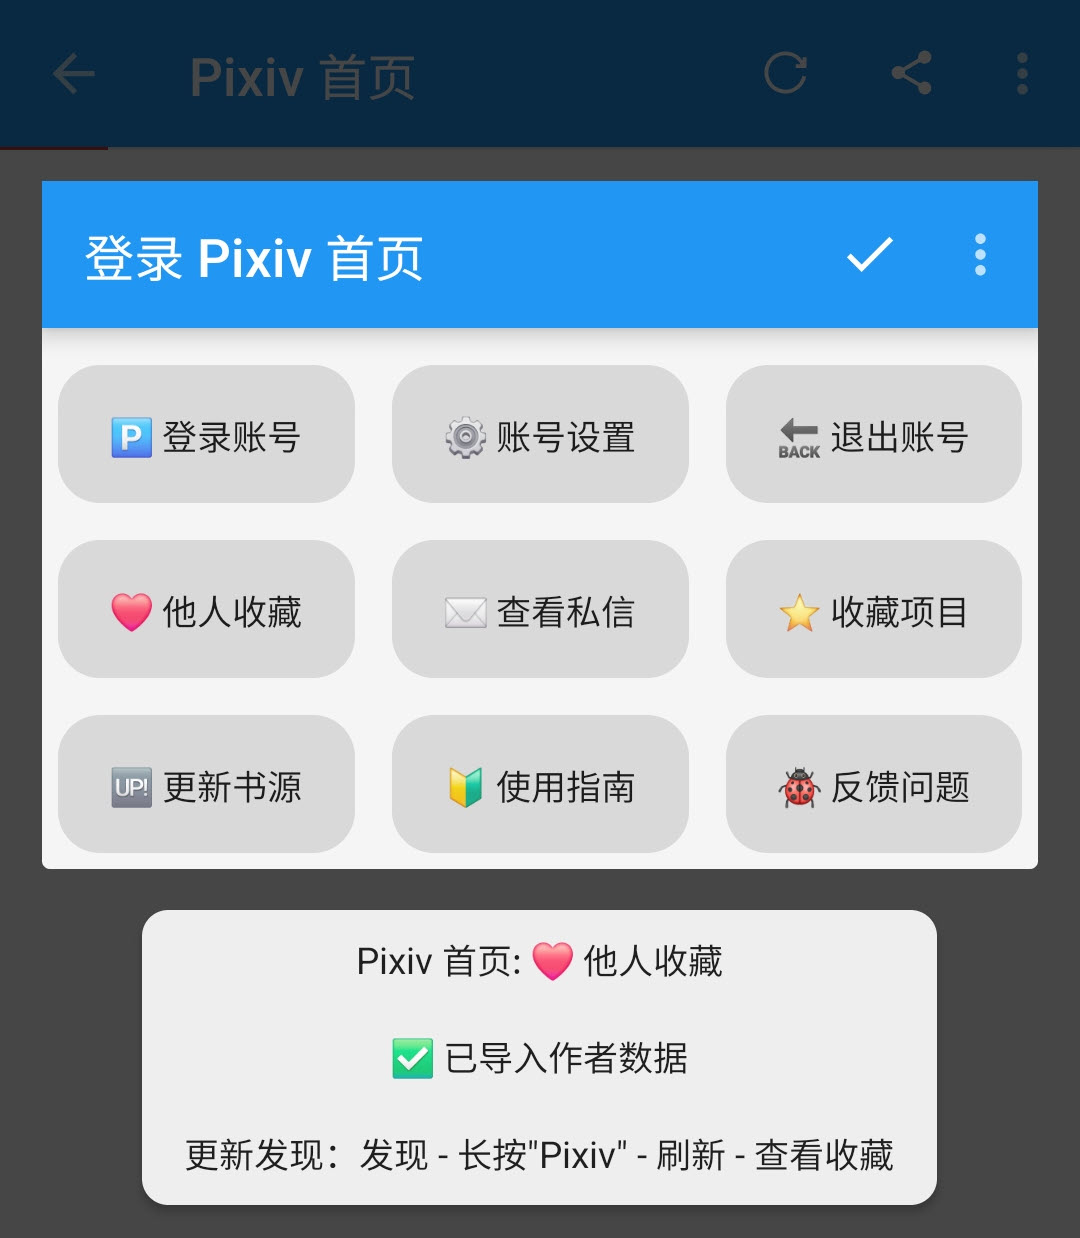 Pixiv 首页
登录 Pixiv 首页
🅿️ 登录账号
⚙️ 账号设置
🔙 退出账号
❤️ 他人收藏
✉️ 查看私信
⭐ 收藏项目
🆙 更新书源
🔰 使用指南
🐞 反馈问题
Pixiv 首页: ❤️ 他人收藏
✅ 已导入作者数据
更新发现：发现 - 长按"Pixiv" - 刷新 - 查看收藏